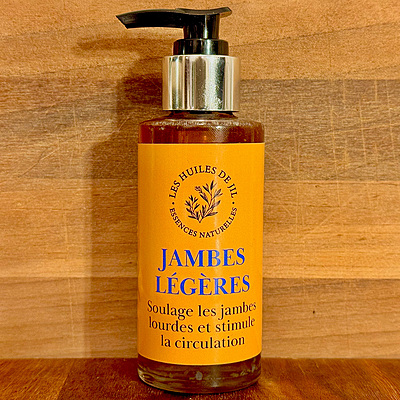 LES HUILES DE JIL
ESSENCES NATURELLES
JAMBES
LÉGÈRES
Soulage les jambes
lourdes et stimule
la circulation